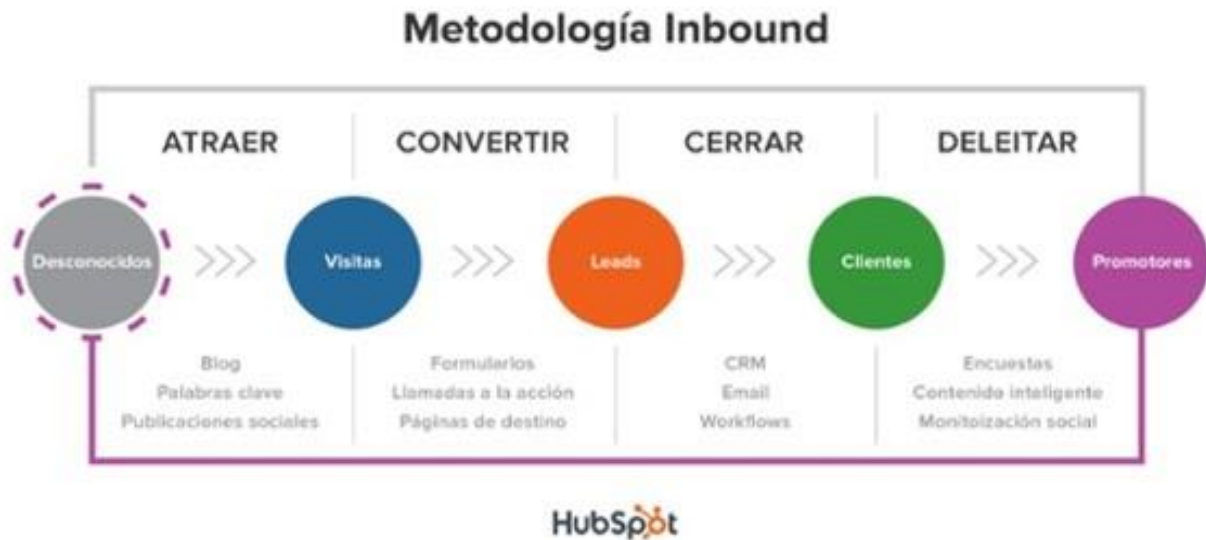 Metodología Inbound
ATRAER
CONVERTIR
CERRAR
DELEITAR
Desconocidos
Visitas
Leads
Clientes
Promotores
Blog
Palabras clave
Publicaciones sociales
Formularios
Llamadas a la acción
Páginas de destino
CRM
Email
Workflows
Encuestas
Contenido inteligente
Monitoización social
HubSpot